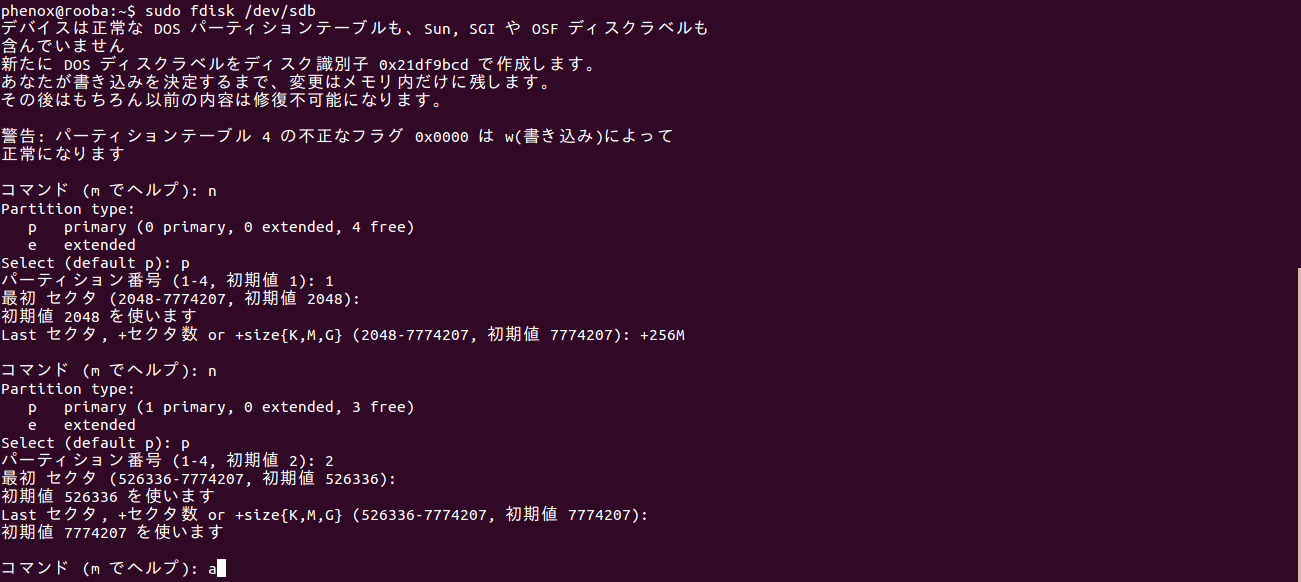 phenox@rooba:~$ sudo fdisk /dev/sdb
デバイスは正常な DOS パーティションテーブルも、Sun, SGI や OSF ディスクラベルも
含んでいません
新たに DOS ディスクラベルをディスク識別子 0x21df9bcd で作成します。
あなたが書き込みを決定するまで、変更はメモリ内だけに残します。
その後はもちろん以前の内容は修復不可能になります。
警告: パーティションテーブル 4 の不正なフラグ 0x0000 は w(書き込み)によって
正常になります
コマンド (m でヘルプ): n
Partition type:
   p   primary (0 primary, 0 extended, 4 free)
   e   extended
Select (default p): p
パーティション番号 (1-4, 初期値 1): 1
最初 セクタ (2048-7774207, 初期値 2048):
初期値 2048 を使います
Last セクタ, +セクタ数 or +size{K,M,G} (2048-7774207, 初期値 7774207): +256M
コマンド (m でヘルプ): n
Partition type:
   p   primary (1 primary, 0 extended, 3 free)
   e   extended
Select (default p): p
パーティション番号 (1-4, 初期値 2): 2
最初 セクタ (526336-7774207, 初期値 526336):
初期値 526336 を使います
Last セクタ, +セクタ数 or +size{K,M,G} (526336-7774207, 初期値 7774207):
初期値 7774207 を使います
コマンド (m でヘルプ): a